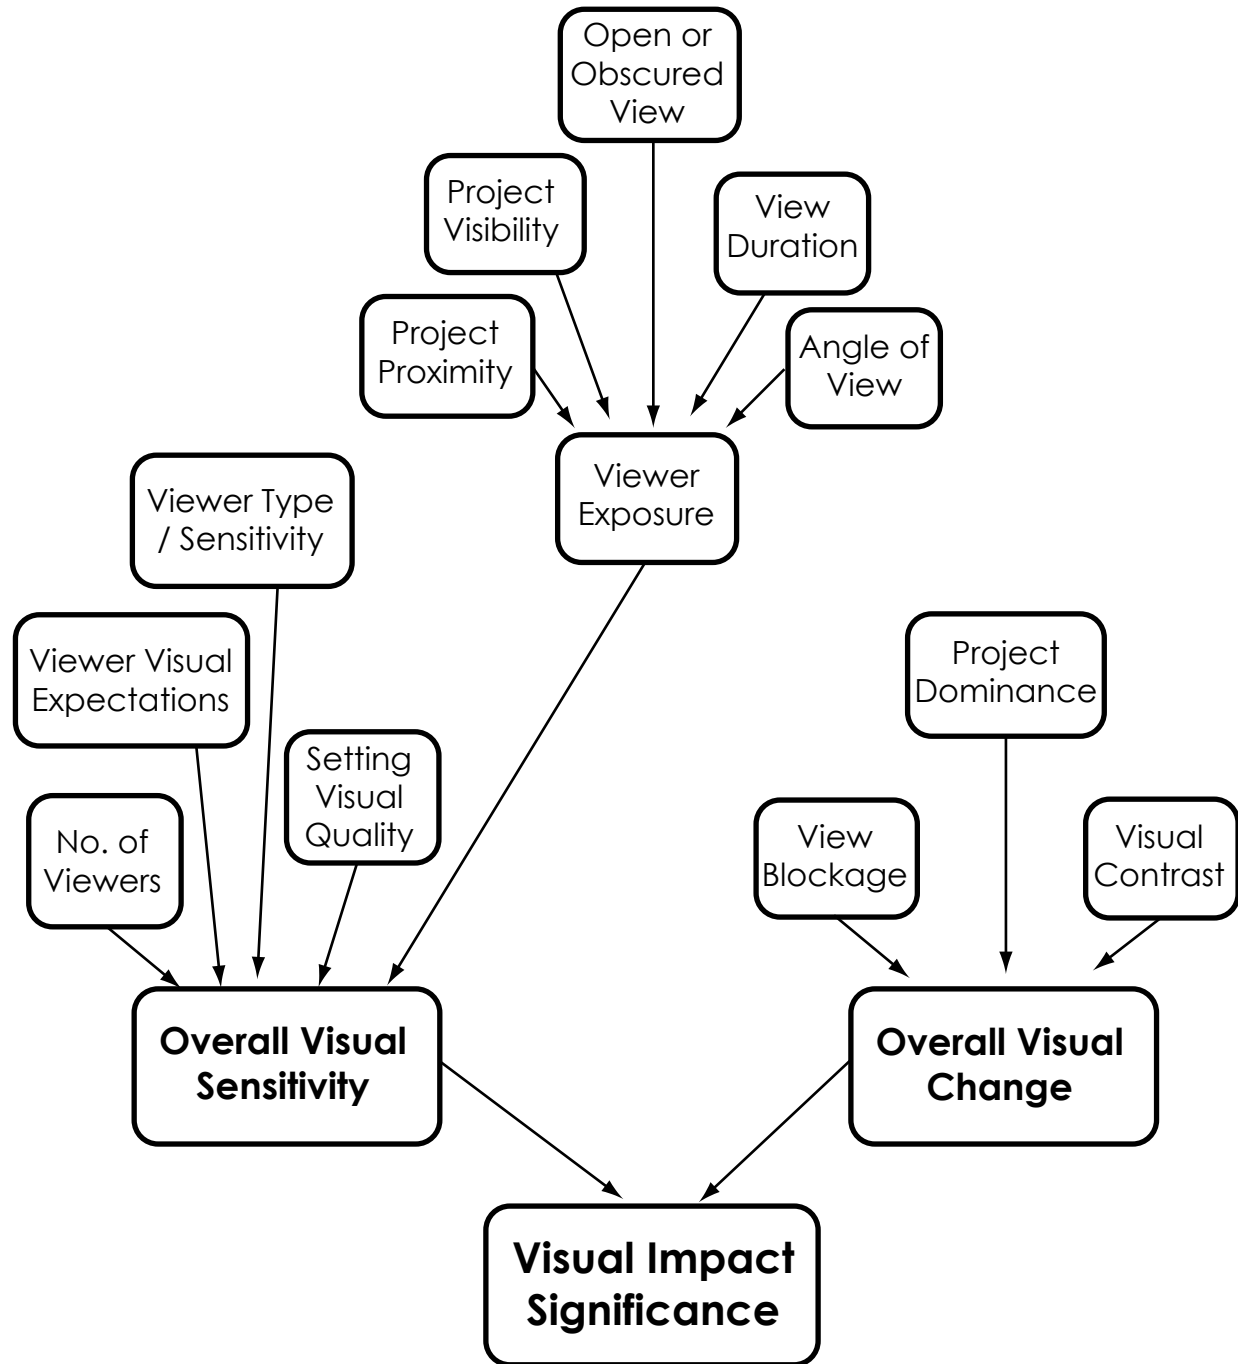 Open or
Obscured
View
Project
Visibility
View
Duration
Project
Proximity
Angle of
View
Viewer
Exposure
Viewer Type
/ Sensitivity
Viewer Visual
Expectations
Project
Dominance
Setting
Visual
Quality
No. of
Viewers
View
Blockage
Visual
Contrast
Overall Visual
Sensitivity
Overall Visual
Change
Visual Impact
Significance